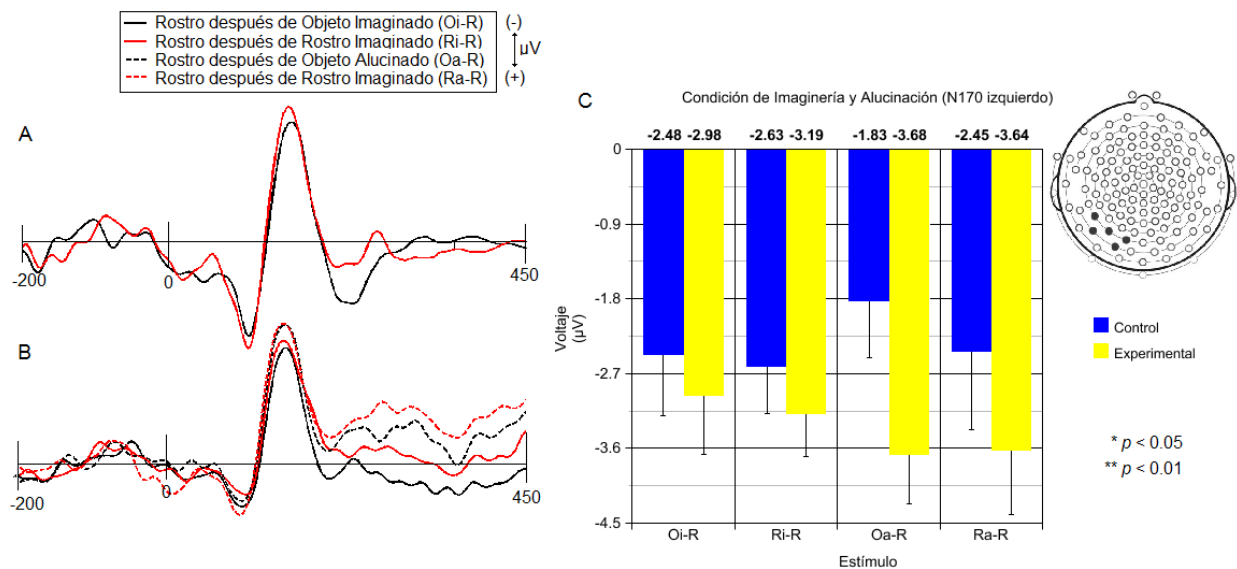 Rostro después de Objeto Imaginado (Oi-R) (-)
Rostro después de Rostro Imaginado (Ri-R)
µV
Rostro después de Objeto Alucinado (Oa-R)
Rostro después de Rostro Imaginado (Ra-R) (+)
A
-200 0 450
B
-200 0 450
C
Condición de Imaginería y Alucinación (N170 izquierdo)
-2.48 -2.98 -2.63 -3.19 -1.83 -3.68 -2.45 -3.64
0
-0.9
-1.8
-2.7
-3.6
-4.5
Voltaje
(µV)
Oi-R Ri-R Oa-R Ra-R
Estímulo
Control
Experimental
* p < 0.05
** p < 0.01